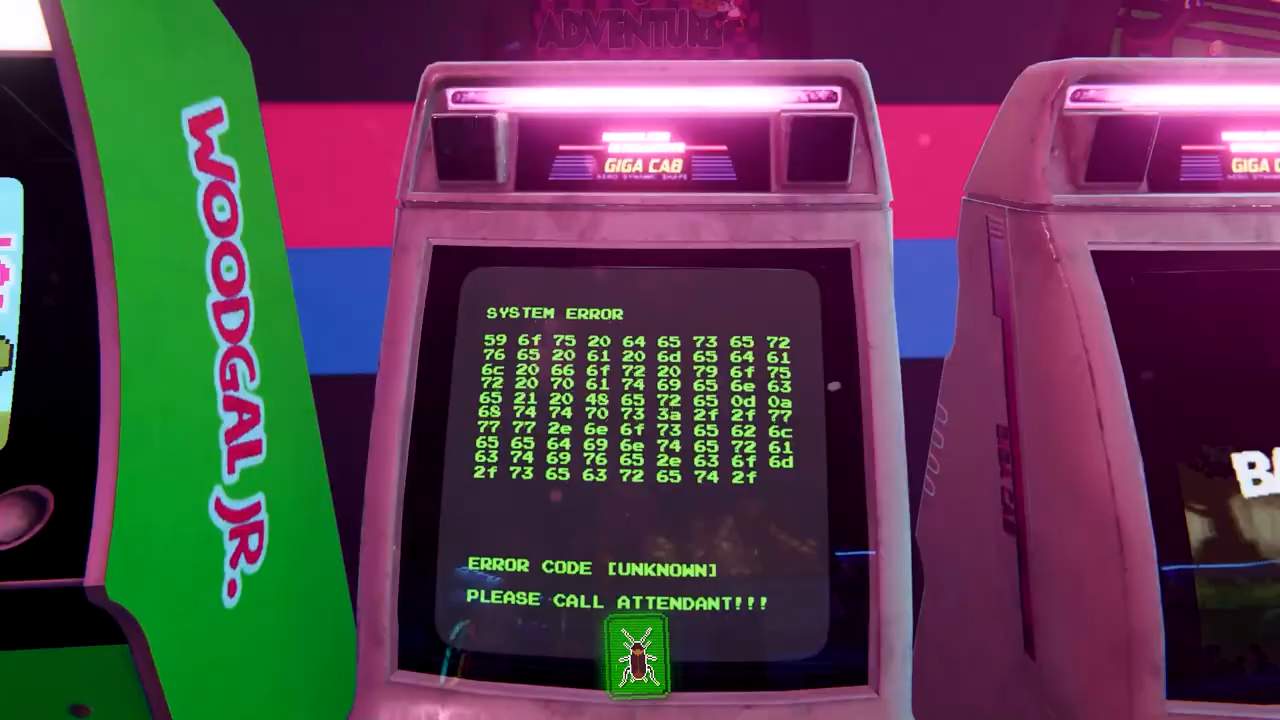 ADVENTURE
WOODGAL JR.
GIGA CAB
GIGA
SYSTEM ERROR
59 6f 75 20 64 65 73 65 72
76 65 20 61 20 6d 65 64 61
6c 20 66 6f 72 20 79 6f 75
72 20 70 61 74 69 65 6e 63
65 21 20 48 65 72 65 0d 0a
68 74 74 70 73 3a 2f 2f 77
77 77 2e 6e 6f 73 65 62 6c
65 65 64 69 6e 74 65 72 61
63 74 69 76 65 2e 63 6f 6d
2f 73 65 63 72 65 74 2f
ERROR CODE [UNKNOWN]
PLEASE CALL ATTENDANT!!!